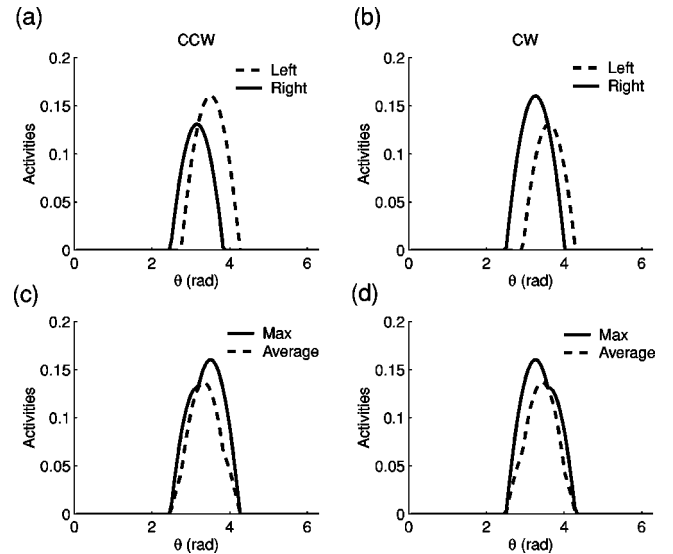 (a)
CCW
0.2
0.15
0.1
0.05
0
Activities
Left
Right
0
2
4
6
θ (rad)
(b)
CW
0.2
0.15
0.1
0.05
0
Activities
Left
Right
0
2
4
6
θ (rad)
(c)
0.2
0.15
0.1
0.05
0
Activities
Max
Average
0
2
4
6
θ (rad)
(d)
0.2
0.15
0.1
0.05
0
Activities
Max
Average
0
2
4
6
θ (rad)